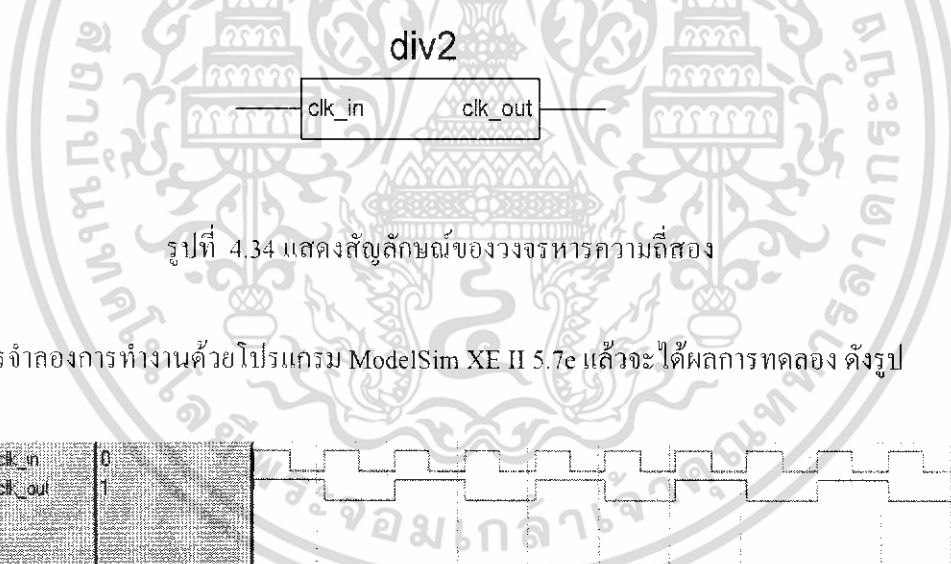 div2
clk_in clk_out
รูปที่ 4.34 แสดงสัญลักษณ์ของวงจรหารความถี่สอง
รจำลองการทำงานด้วยโปรแกรม ModelSim XE II 5.7e แล้วจะได้ผลการทดลอง ดังรูป
clk_in 0
clk_out 1